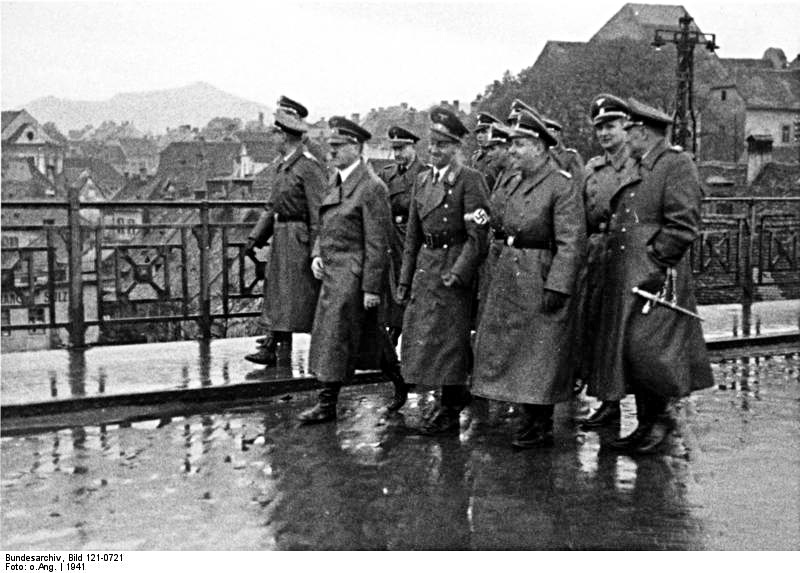 Bundesarchiv, Bild 121-0721
Foto: o.Ang. | 1941